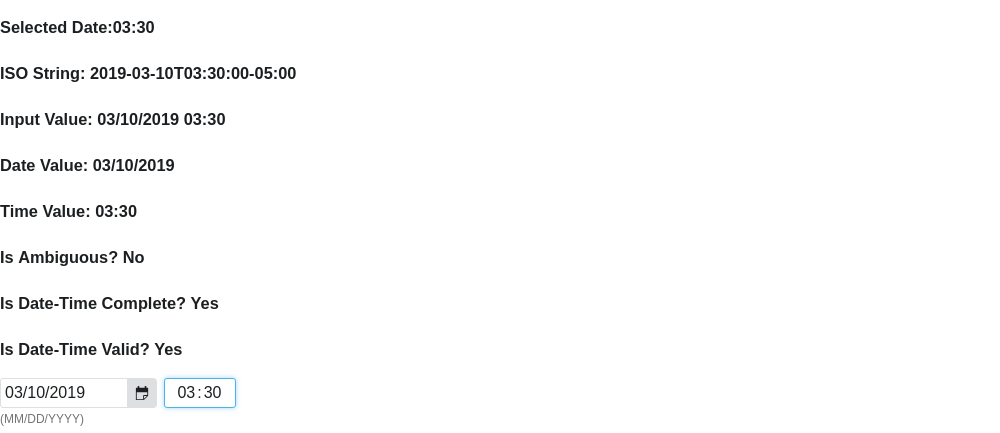 Selected Date:03:30
ISO String: 2019-03-10T03:30:00-05:00
Input Value: 03/10/2019 03:30
Date Value: 03/10/2019
Time Value: 03:30
Is Ambiguous? No
Is Date-Time Complete? Yes
Is Date-Time Valid? Yes
03/10/2019 03:30
(MM/DD/YYYY)